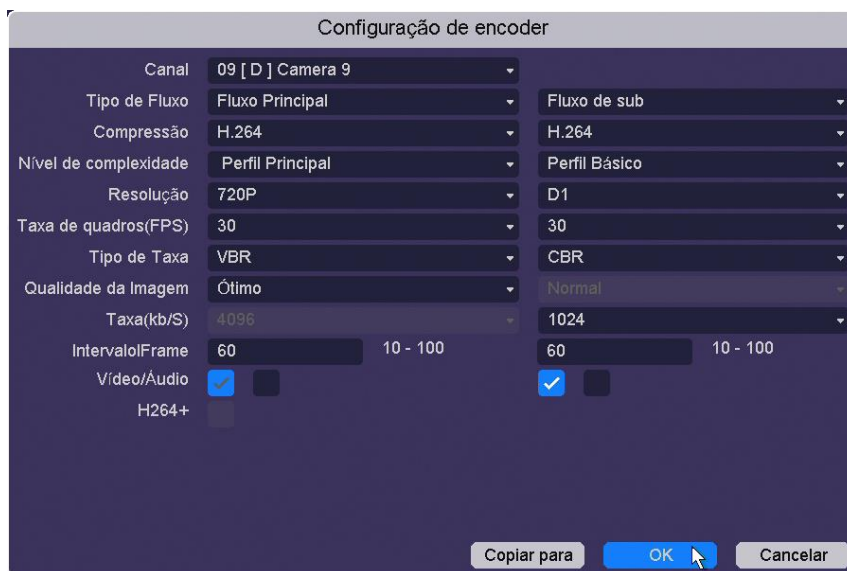 Configuração de encoder
Canal 09 [ D ] Camera 9
Tipo de Fluxo Fluxo Principal Fluxo de sub
Compressão H.264 H.264
Nível de complexidade Perfil Principal Perfil Básico
Resolução 720P D1
Taxa de quadros(FPS) 30 30
Tipo de Taxa VBR CBR
Qualidade da Imagem Ótimo Normal
Taxa(kb/S) 4096 1024
IntervaloIFrame 60 10 - 100 60 10 - 100
Vídeo/Áudio
H264+
Copiar para OK Cancelar